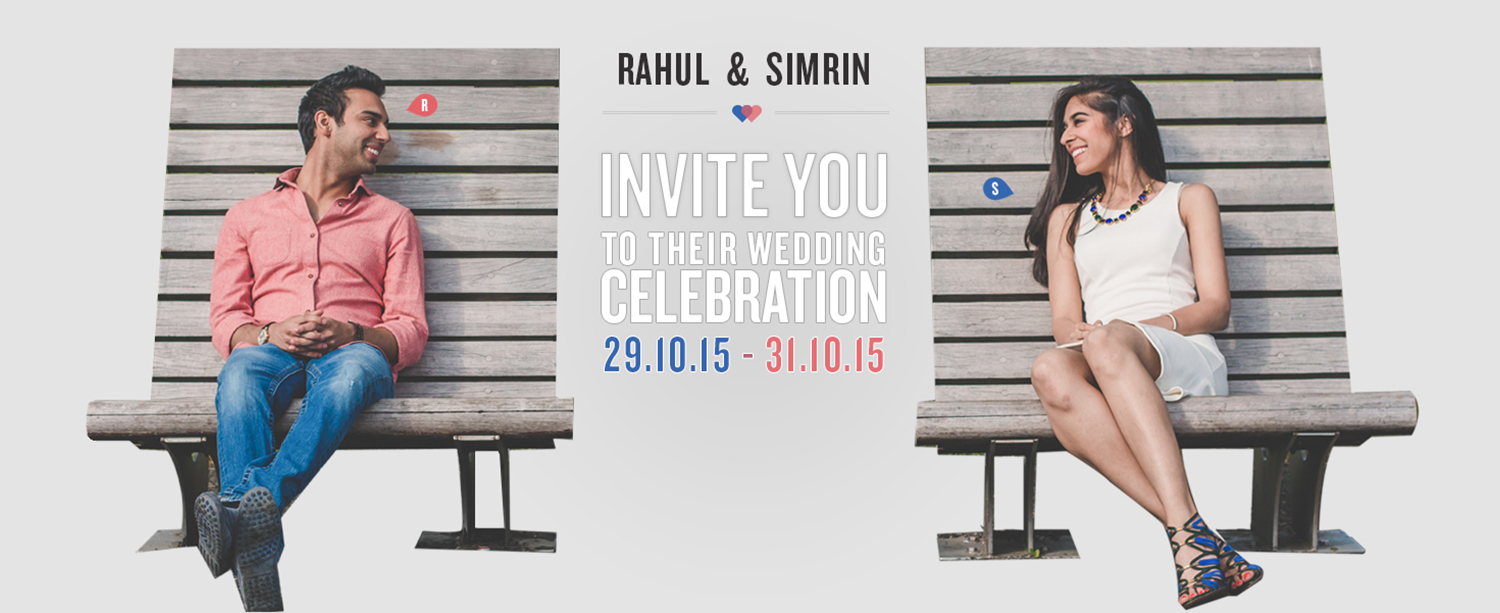 RAHUL & SIMRIN
R
INVITE YOU
S
TO THEIR WEDDING
CELEBRATION
29.10.15 - 31.10.15